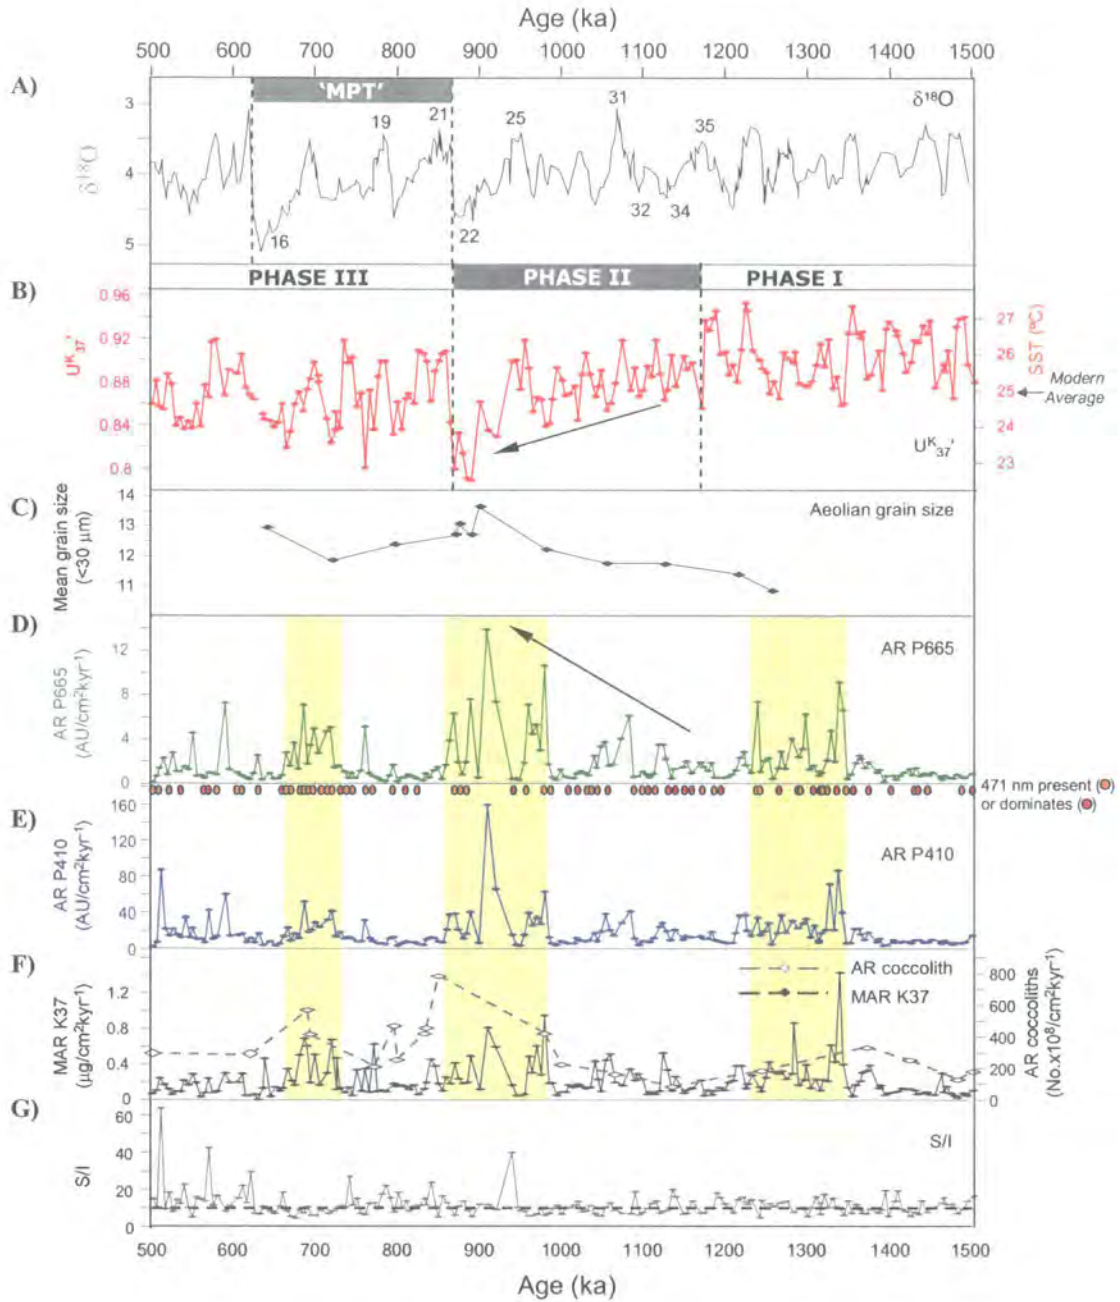 Age (ka)
500 600 700 800 900 1000 1100 1200 1300 1400 1500
A)
'MPT'
δ¹⁸O
3
4
5
δ¹⁸O
16
19
21
22
25
31
32
34
35
PHASE III
PHASE II
PHASE I
B)
0.96
0.92
0.88
0.84
0.8
Uᴷ₃₇'
27
26
25
24
23
SST (ºC)
Modern
Average
Uᴷ₃₇'
C)
14
13
12
11
Mean grain size
(<30 μm)
Aeolian grain size
D)
12
8
4
0
AR P665
(AU/cm²kyr⁻¹)
AR P665
471 nm present ( )
or dominates ( )
E)
160
120
80
40
0
AR P410
(AU/cm²kyr⁻¹)
AR P410
F)
1.2
0.8
0.4
0
MAR K37
(μg/cm²kyr⁻¹)
AR coccolith
MAR K37
800
600
400
200
0
AR coccoliths
(No.x10⁸/cm²kyr⁻¹)
G)
60
40
20
0
S/I
S/I
500 600 700 800 900 1000 1100 1200 1300 1400 1500
Age (ka)